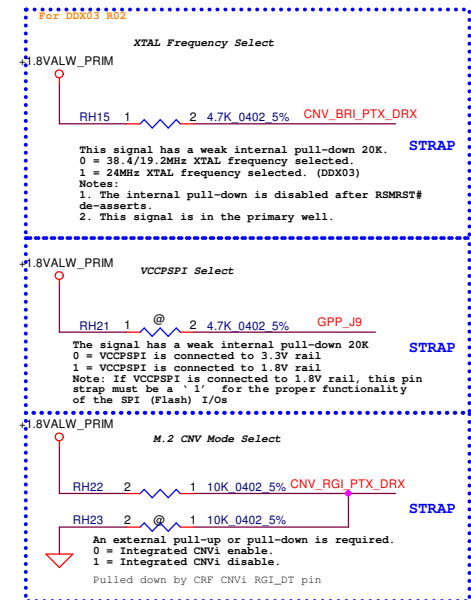 For DDX03 R02
XTAL Frequency Select
+1.8VALW_PRIM
RH15 1 2 4.7K_0402_5% CNV_BRI_PTX_DRX
STRAP
This signal has a weak internal pull-down 20K.
0 = 38.4/19.2MHz XTAL frequency selected.
1 = 24MHz XTAL frequency selected. (DDX03)
Notes:
1. The internal pull-down is disabled after RSMRST#
de-asserts.
2. This signal is in the primary well.
+1.8VALW_PRIM
VCCPSPI Select
RH21 1 @ 2 4.7K_0402_5% GPP_J9
STRAP
The signal has a weak internal pull-down 20K
0 = VCCPSPI is connected to 3.3V rail
1 = VCCPSPI is connected to 1.8V rail
Note: If VCCPSPI is connected to 1.8V rail, this pin
strap must be a ‘1’ for the proper functionality
of the SPI (Flash) I/Os
+1.8VALW_PRIM
M.2 CNV Mode Select
RH22 2 1 10K_0402_5% CNV_RGI_PTX_DRX
STRAP
RH23 2 @ 1 10K_0402_5%
An external pull-up or pull-down is required.
0 = Integrated CNVi enable.
1 = Integrated CNVi disable.
Pulled down by CRF CNVi RGI_DT pin